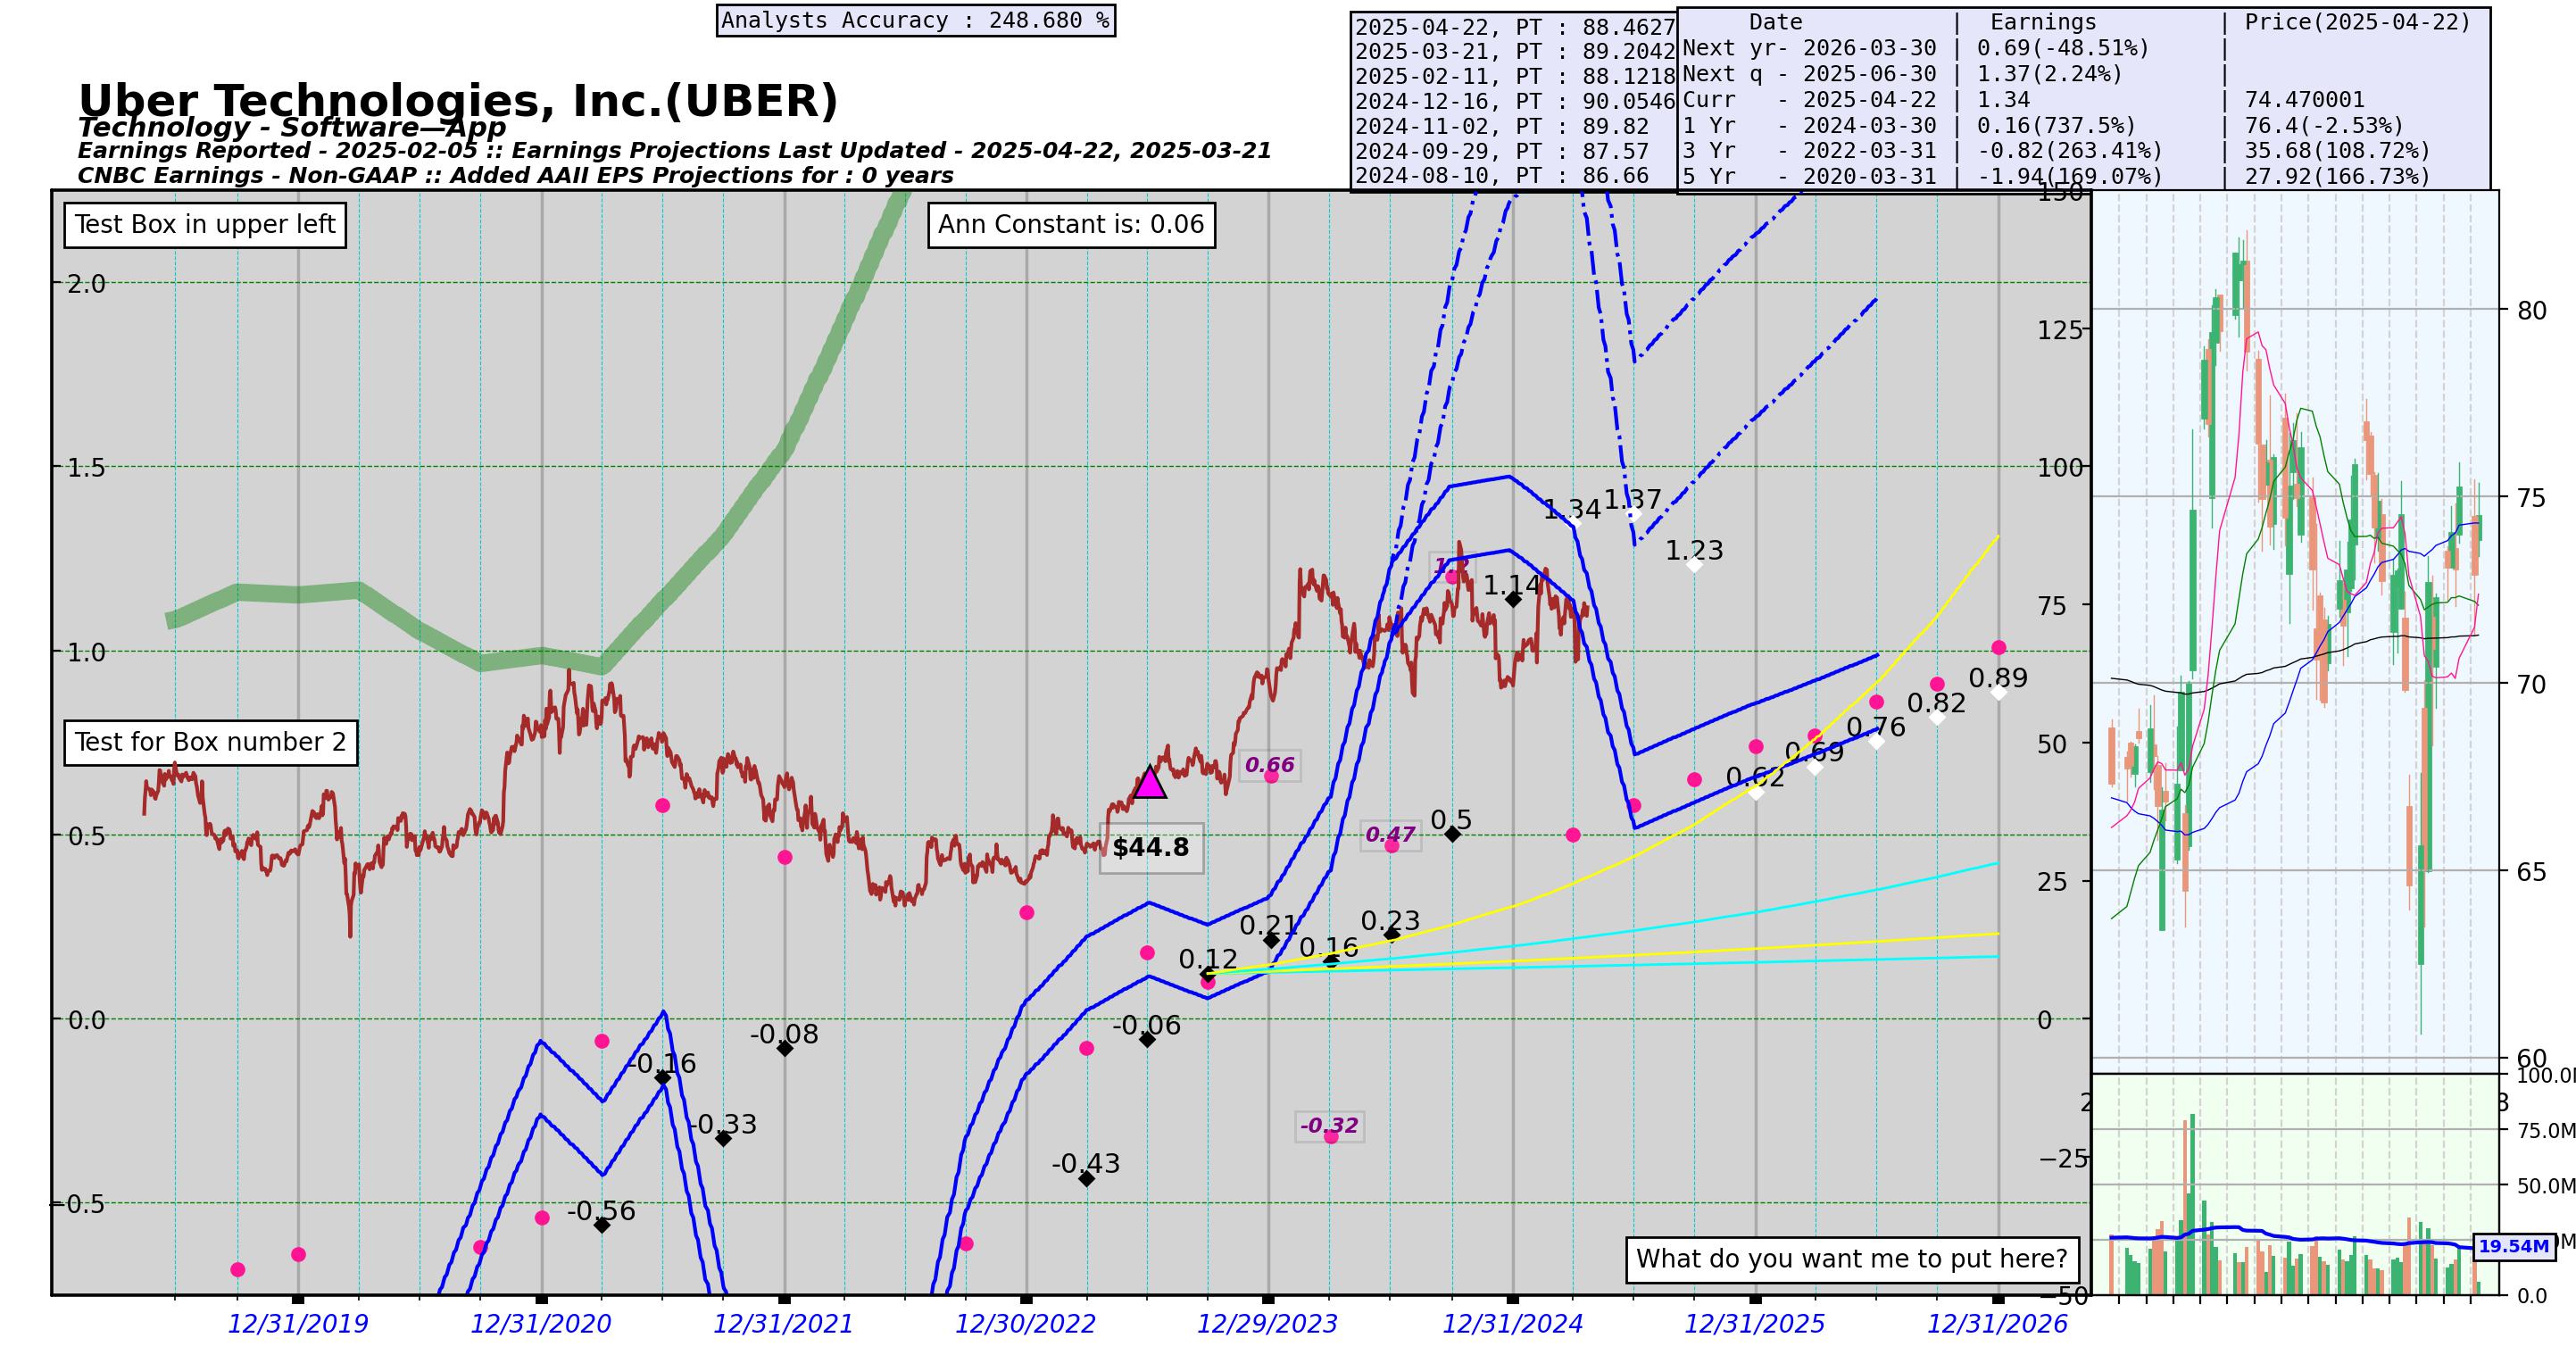 Analysts Accuracy : 248.680 %
2025-04-22, PT : 88.4627
2025-03-21, PT : 89.2042
2025-02-11, PT : 88.1218
2024-12-16, PT : 90.0546
2024-11-02, PT : 89.82
2024-09-29, PT : 87.57
2024-08-10, PT : 86.66
Date | Earnings | Price(2025-04-22)
Next yr- 2026-03-30 | 0.69(-48.51%) |
Next q - 2025-06-30 | 1.37(2.24%) |
Curr - 2025-04-22 | 1.34 | 74.470001
1 Yr - 2024-03-30 | 0.16(737.5%) | 76.4(-2.53%)
3 Yr - 2022-03-31 | -0.82(263.41%) | 35.68(108.72%)
5 Yr - 2020-03-31 | -1.94(169.07%) | 27.92(166.73%)
Uber Technologies, Inc.(UBER)
Technology - Software—App
Earnings Reported - 2025-02-05 :: Earnings Projections Last Updated - 2025-04-22, 2025-03-21
CNBC Earnings - Non-GAAP :: Added AAII EPS Projections for : 0 years
Test Box in upper left
Ann Constant is: 0.06
Test for Box number 2
$44.8
What do you want me to put here?
2.0
1.5
1.0
0.5
0.0
−0.5
150
125
100
75
50
25
0
−25
−50
1.34
1.37
1.23
1.2
1.14
0.66
0.47
0.5
0.21
0.23
0.16
0.12
-0.06
-0.08
-0.16
-0.33
-0.32
-0.43
-0.56
0.62
0.69
0.76
0.82
0.89
80
75
70
65
60
75.0M
50.0M
19.54M
0.0
12/31/2019
12/31/2020
12/31/2021
12/30/2022
12/29/2023
12/31/2024
12/31/2025
12/31/2026